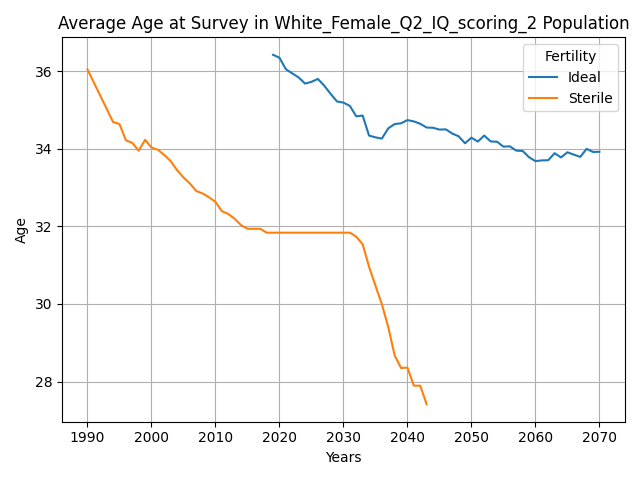 Average Age at Survey in White_Female_Q2_IQ_scoring_2 Population
Fertility
Ideal
Sterile
Age
36
34
32
30
28
1990 2000 2010 2020 2030 2040 2050 2060 2070
Years